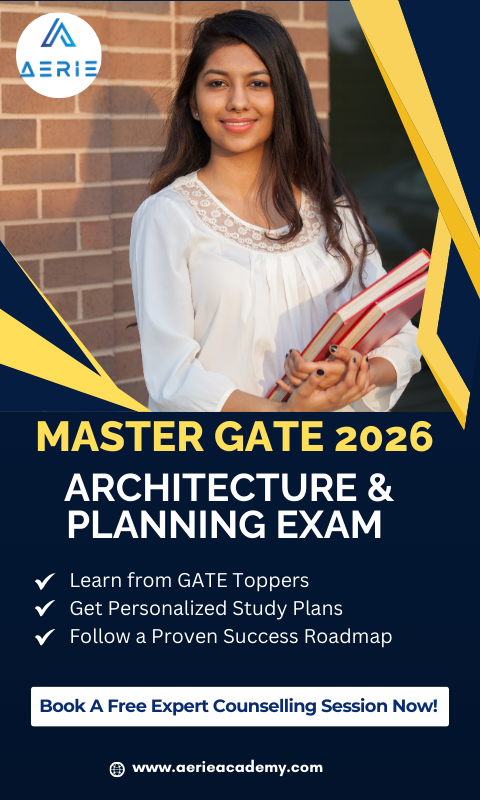 AERIE
MASTER GATE 2026
ARCHITECTURE &
PLANNING EXAM
Learn from GATE Toppers
Get Personalized Study Plans
Follow a Proven Success Roadmap
Book A Free Expert Counselling Session Now!
www.aerieacademy.com